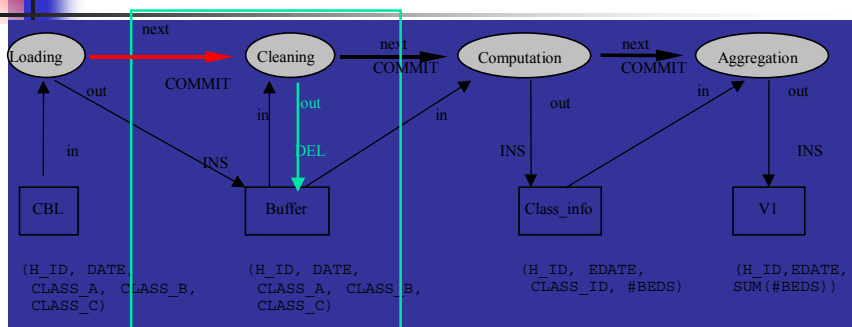 next
next
next
Loading
Cleaning
Computation
Aggregation
COMMIT
COMMIT
COMMIT
out
out
out
out
in
in
in
in
DEL
INS
INS
INS
CBL
Buffer
Class_info
V1
(H_ID, DATE,
CLASS_A, CLASS_B,
CLASS_C)
(H_ID, DATE,
CLASS_A, CLASS_B,
CLASS_C)
(H_ID, EDATE,
CLASS_ID, #BEDS)
(H_ID,EDATE,
SUM(#BEDS))